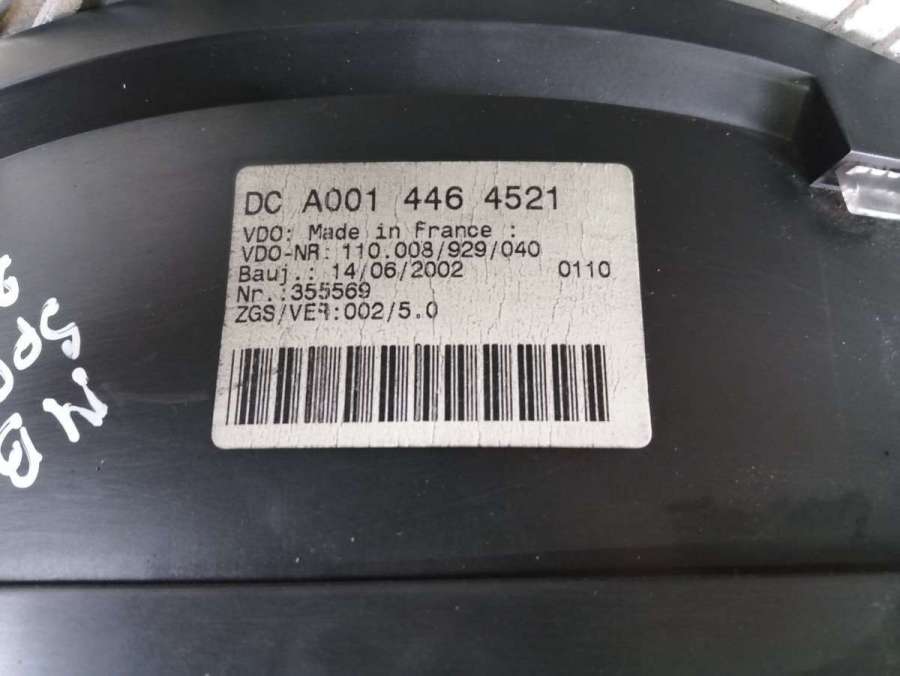 DC A001 446 4521
VDO: Made in France :
VDO-NR: 110.008/929/040
Bauj.: 14/06/2002 0110
Nr.:355569
ZGS/VER:002/5.0